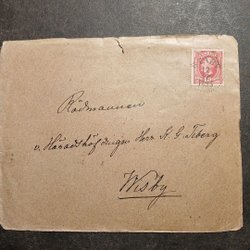 Rådmannen
v. Häradshöfdingen Herr K. G. Tiberg
Wisby